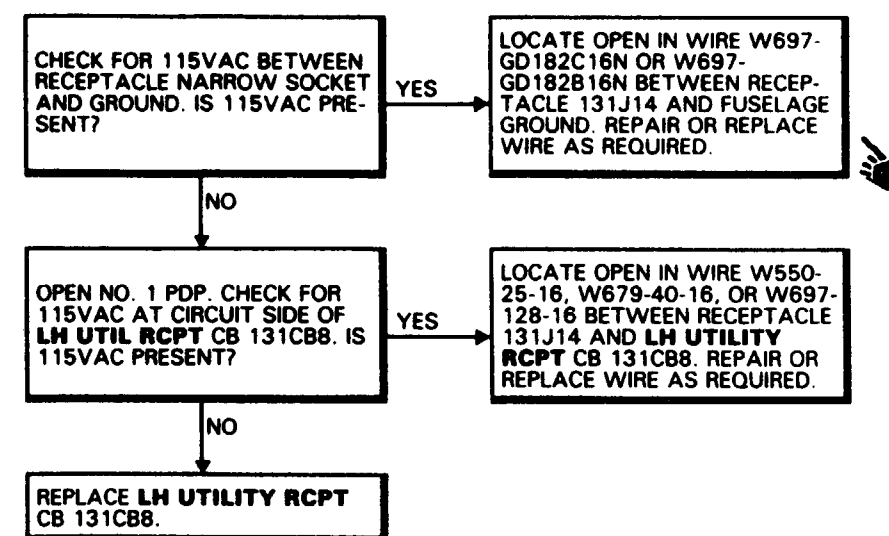 CHECK FOR 115VAC BETWEEN
RECEPTACLE NARROW SOCKET
AND GROUND. IS 115VAC PRE-
SENT?
YES
LOCATE OPEN IN WIRE W697-
GD182C16N OR W697-
GD182B16N BETWEEN RECEP-
TACLE 131J14 AND FUSELAGE
GROUND. REPAIR OR REPLACE
WIRE AS REQUIRED.
NO
OPEN NO. 1 PDP. CHECK FOR
115VAC AT CIRCUIT SIDE OF
LH UTIL RCPT CB 131CB8. IS
115VAC PRESENT?
YES
LOCATE OPEN IN WIRE W550-
25-16, W679-40-16, OR W697-
128-16 BETWEEN RECEPTACLE
131J14 AND LH UTILITY
RCPT CB 131CB8. REPAIR OR
REPLACE WIRE AS REQUIRED.
NO
REPLACE LH UTILITY RCPT
CB 131CB8.